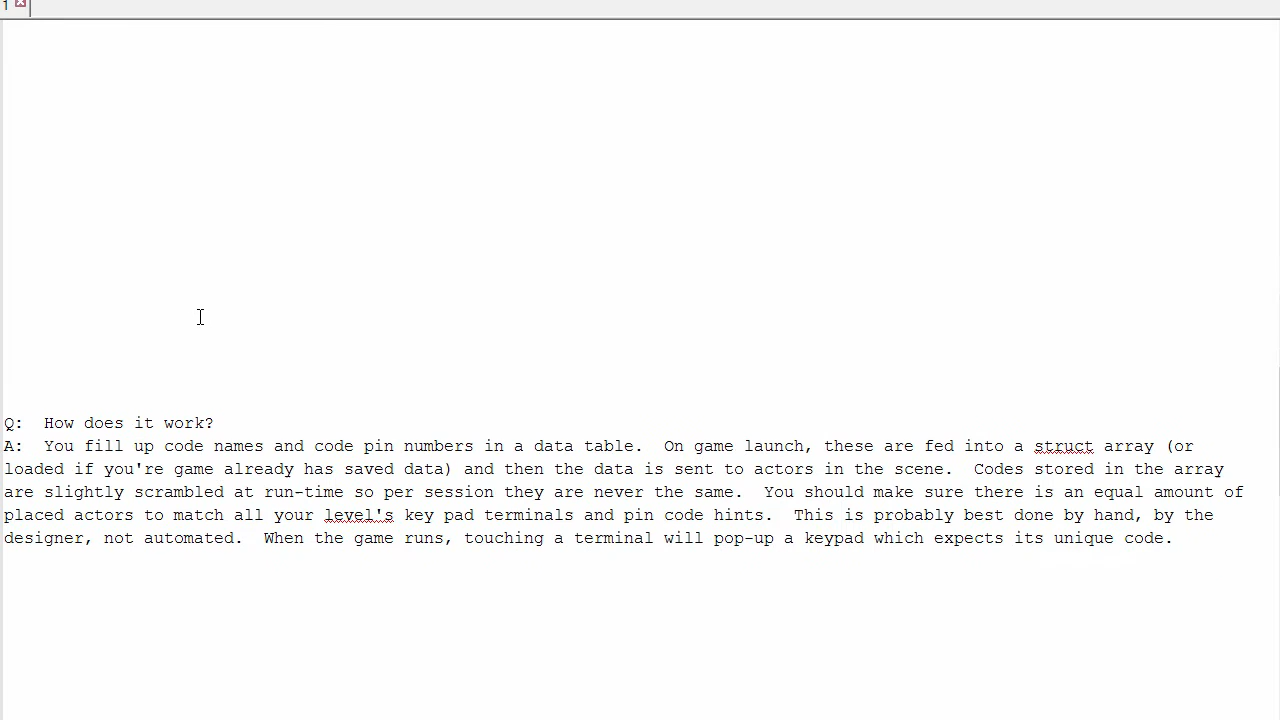 1
Q:  How does it work?
A:  You fill up code names and code pin numbers in a data table.  On game launch, these are fed into a struct array (or
loaded if you're game already has saved data) and then the data is sent to actors in the scene.  Codes stored in the array
are slightly scrambled at run-time so per session they are never the same.  You should make sure there is an equal amount of
placed actors to match all your level's key pad terminals and pin code hints.  This is probably best done by hand, by the
designer, not automated.  When the game runs, touching a terminal will pop-up a keypad which expects its unique code.